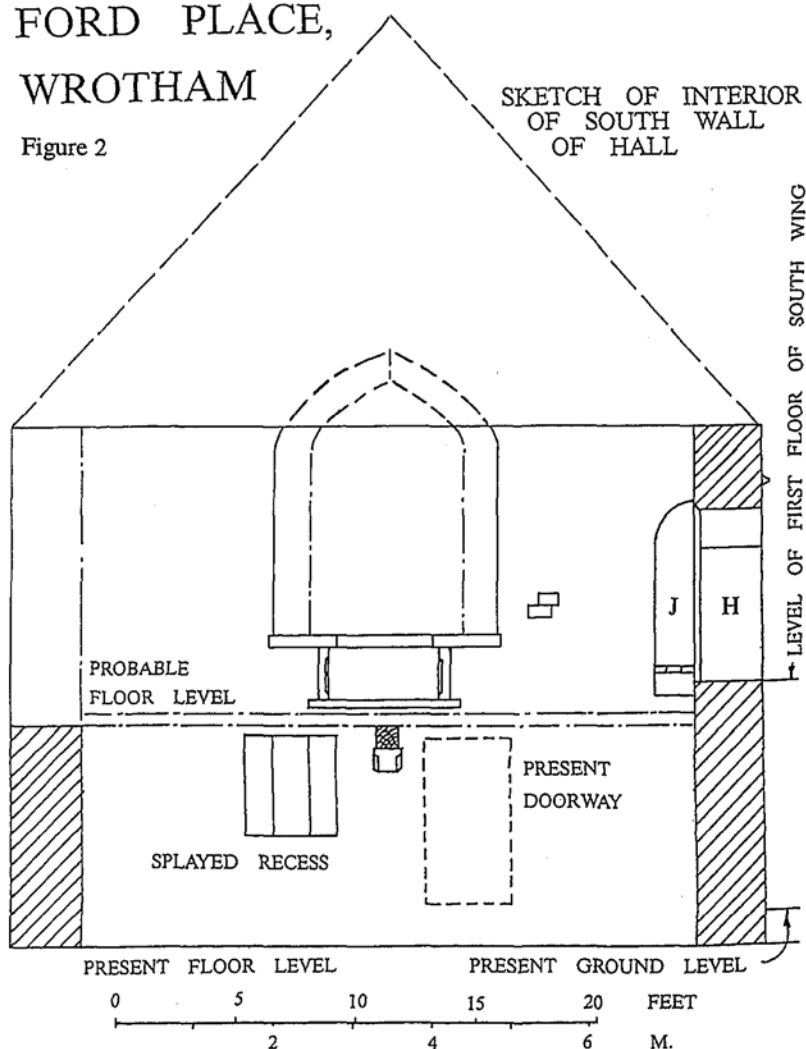 FORD PLACE,
WROTHAM
Figure 2
SKETCH OF INTERIOR
OF SOUTH WALL
OF HALL
LEVEL OF FIRST FLOOR OF SOUTH WING
J
H
PROBABLE
FLOOR LEVEL
PRESENT
DOORWAY
SPLAYED RECESS
PRESENT FLOOR LEVEL
PRESENT GROUND LEVEL
0 5 10 15 20 FEET
2 4 6 M.